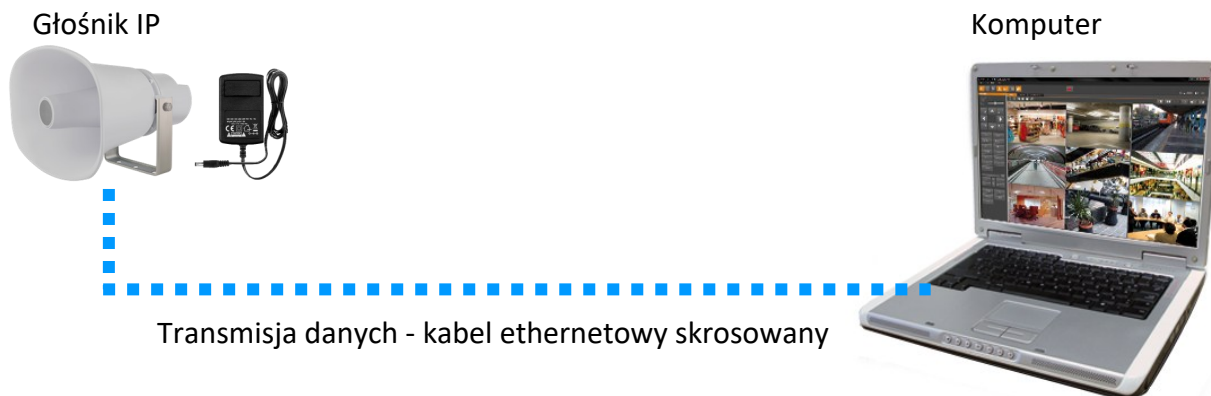 Głośnik IP
Komputer
Transmisja danych - kabel ethernetowy skrosowany